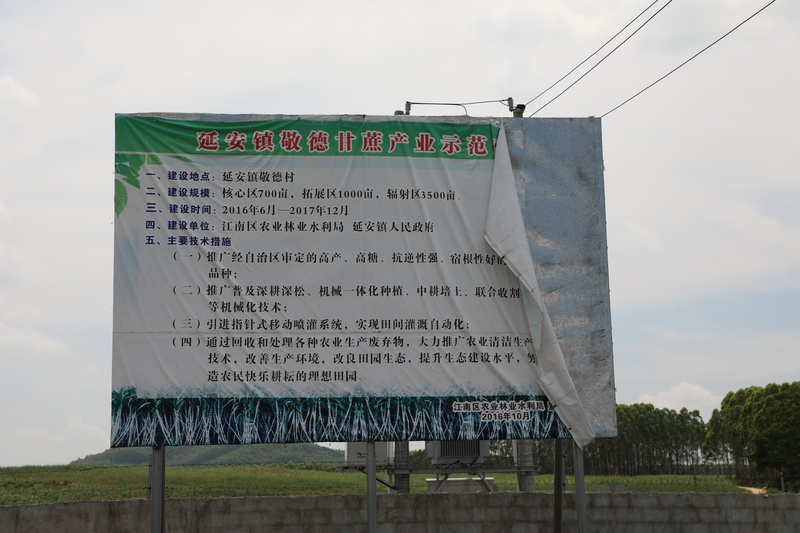 延安镇敬德甘蔗产业示范
一、建设地点：延安镇敬德村
二、建设规模：核心区700亩，拓展区1000亩，辐射区3500亩
三、建设时间：2016年6月—2017年12月
四、建设单位：江南区农业林业水利局 延安镇人民政府
五、主要技术措施
（一）推广经自治区审定的高产、高糖、抗逆性强、宿根性好的
品种；
（二）推广普及深耕深松、机械一体化种植、中耕培土、联合收割
等机械化技术；
（三）引进指针式移动喷灌系统，实现田间灌溉自动化；
（四）通过回收和处理各种农业生产废弃物，大力推广农业清洁生产
技术，改善生产环境，改良田园生态，提升生态建设水平，努
造农民快乐耕耘的理想田园
江南区农业林业水利局
2016年10月